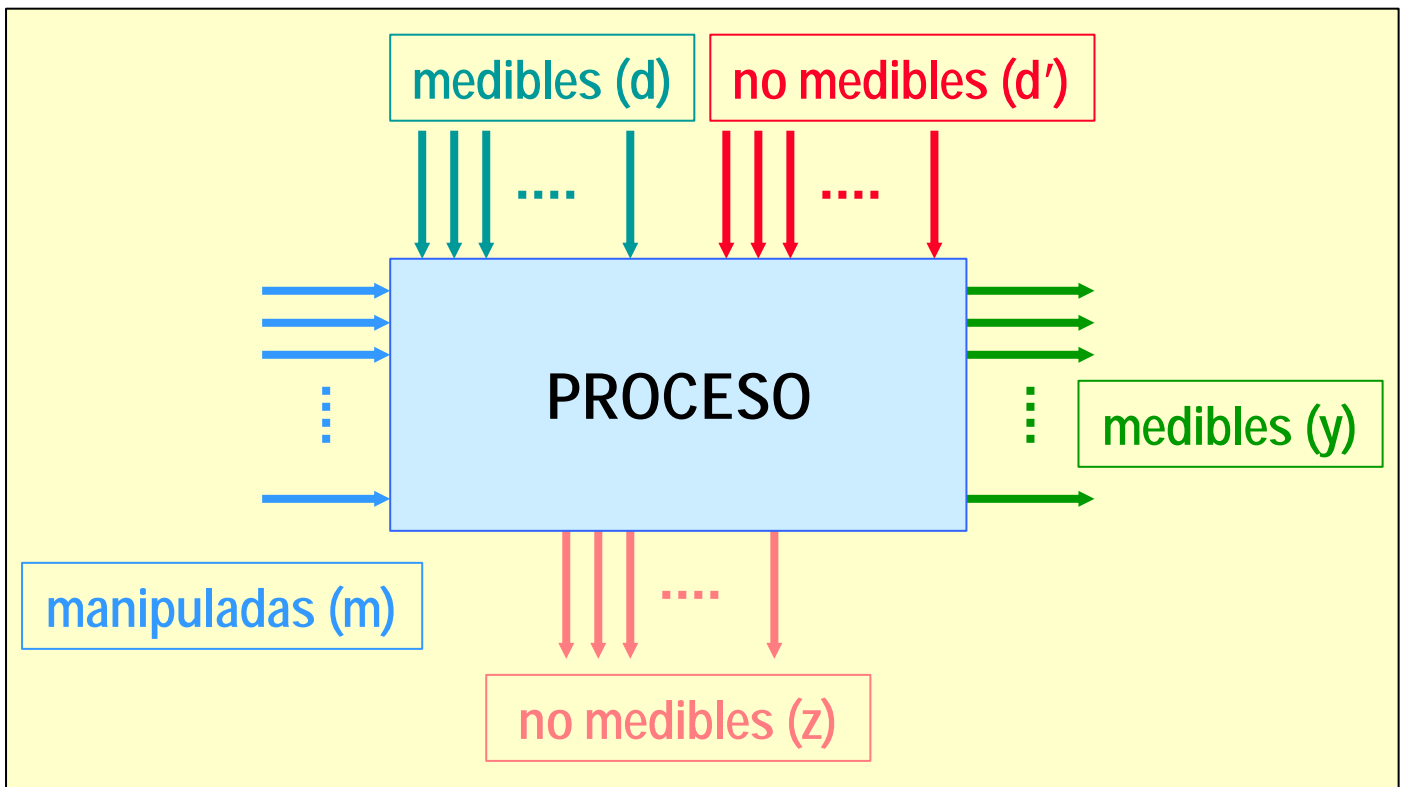 medibles (d)
no medibles (d′)
PROCESO
medibles (y)
manipuladas (m)
no medibles (z)